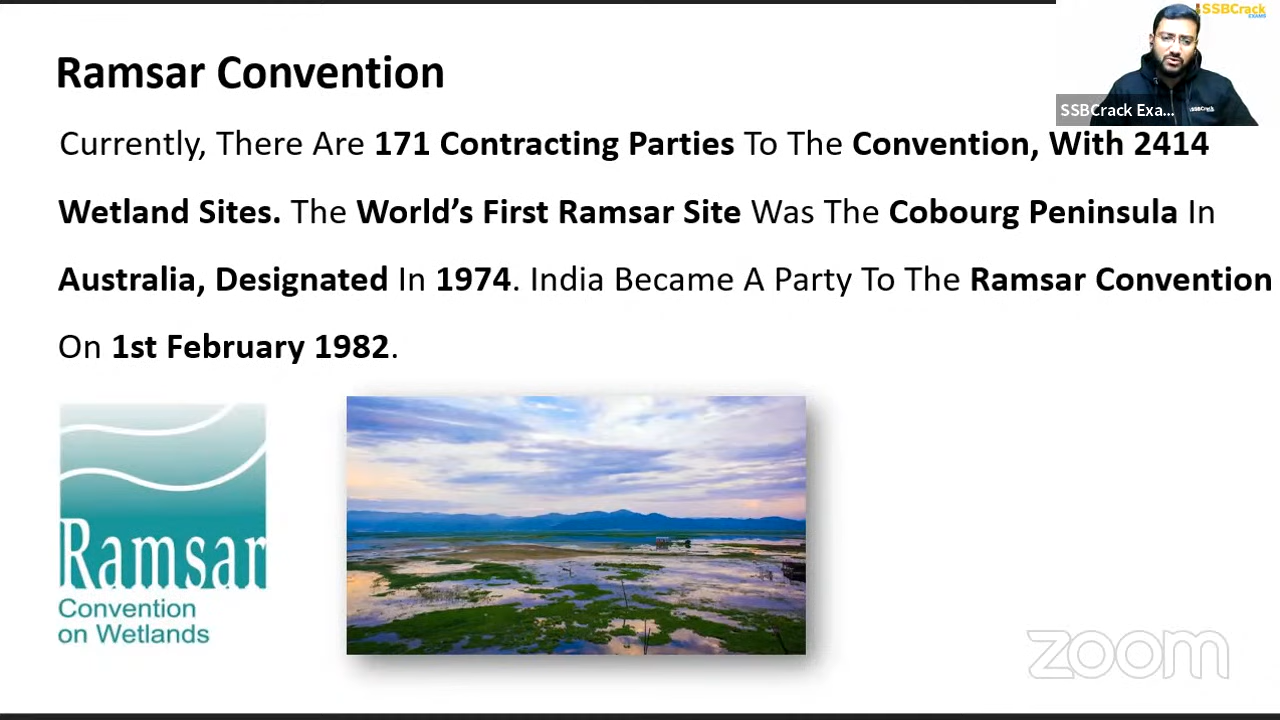 SSBCrack
EXAMS
Ramsar Convention
SSBCrack Exa...
Currently, There Are 171 Contracting Parties To The Convention, With 2414
Wetland Sites. The World's First Ramsar Site Was The Cobourg Peninsula In
Australia, Designated In 1974. India Became A Party To The Ramsar Convention
On 1st February 1982.
Ramsar
Convention
on Wetlands
zoom